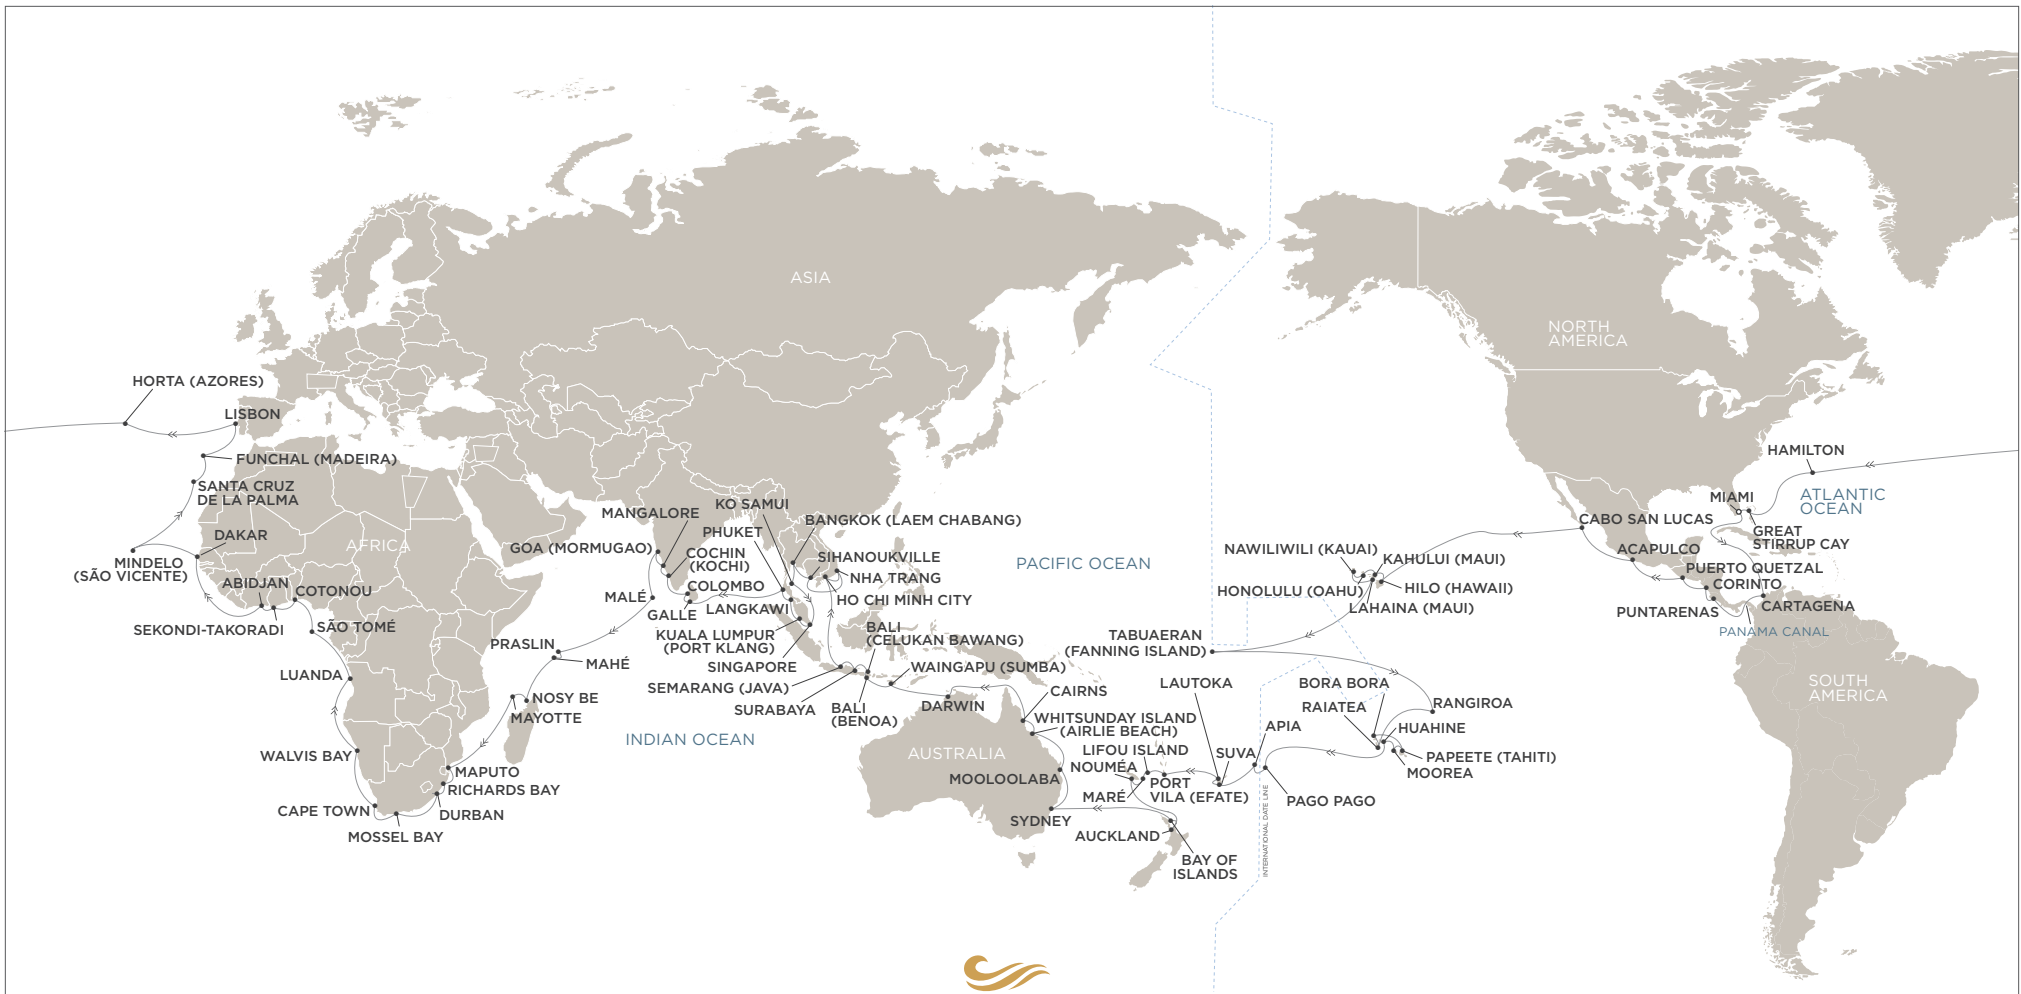 ASIA
NORTH
AMERICA
HORTA (AZORES)
LISBON
FUNCHAL (MADEIRA)
SANTA CRUZ
DE LA PALMA
DAKAR
MINDELO
(SÃO VICENTE)
AFRICA
ABIDJAN
COTONOU
SEKONDI-TAKORADI
SÃO TOMÉ
LUANDA
WALVIS BAY
CAPE TOWN
MOSSEL BAY
DURBAN
RICHARDS BAY
MAPUTO
MAYOTTE
NOSY BE
MAHÉ
PRASLIN
MALÉ
GOA (MORMUGAO)
MANGALORE
COCHIN
(KOCHI)
COLOMBO
GALLE
KO SAMUI
PHUKET
LANGKAWI
KUALA LUMPUR
(PORT KLANG)
SINGAPORE
BANGKOK (LAEM CHABANG)
SIHANOUKVILLE
NHA TRANG
HO CHI MINH CITY
BALI
(CELUKAN BAWANG)
SEMARANG (JAVA)
SURABAYA
BALI
(BENOA)
WAINGAPU (SUMBA)
DARWIN
INDIAN OCEAN
AUSTRALIA
CAIRNS
WHITSUNDAY ISLAND
(AIRLIE BEACH)
MOOLOOLABA
SYDNEY
LIFOU ISLAND
NOUMÉA
MARÉ
PORT
VILA (EFATE)
AUCKLAND
BAY OF
ISLANDS
LAUTOKA
SUVA
APIA
PAGO PAGO
INTERNATIONAL DATE LINE
PACIFIC OCEAN
TABUAERAN
(FANNING ISLAND)
BORA BORA
RAIATEA
RANGIROA
HUAHINE
PAPEETE (TAHITI)
MOOREA
NAWILIWILI (KAUAI)
KAHULUI (MAUI)
HONOLULU (OAHU)
HILO (HAWAII)
LAHAINA (MAUI)
CABO SAN LUCAS
ACAPULCO
PUERTO QUETZAL
CORINTO
PUNTARENAS
CARTAGENA
PANAMA CANAL
HAMILTON
MIAMI
ATLANTIC
OCEAN
GREAT
STIRRUP CAY
SOUTH
AMERICA